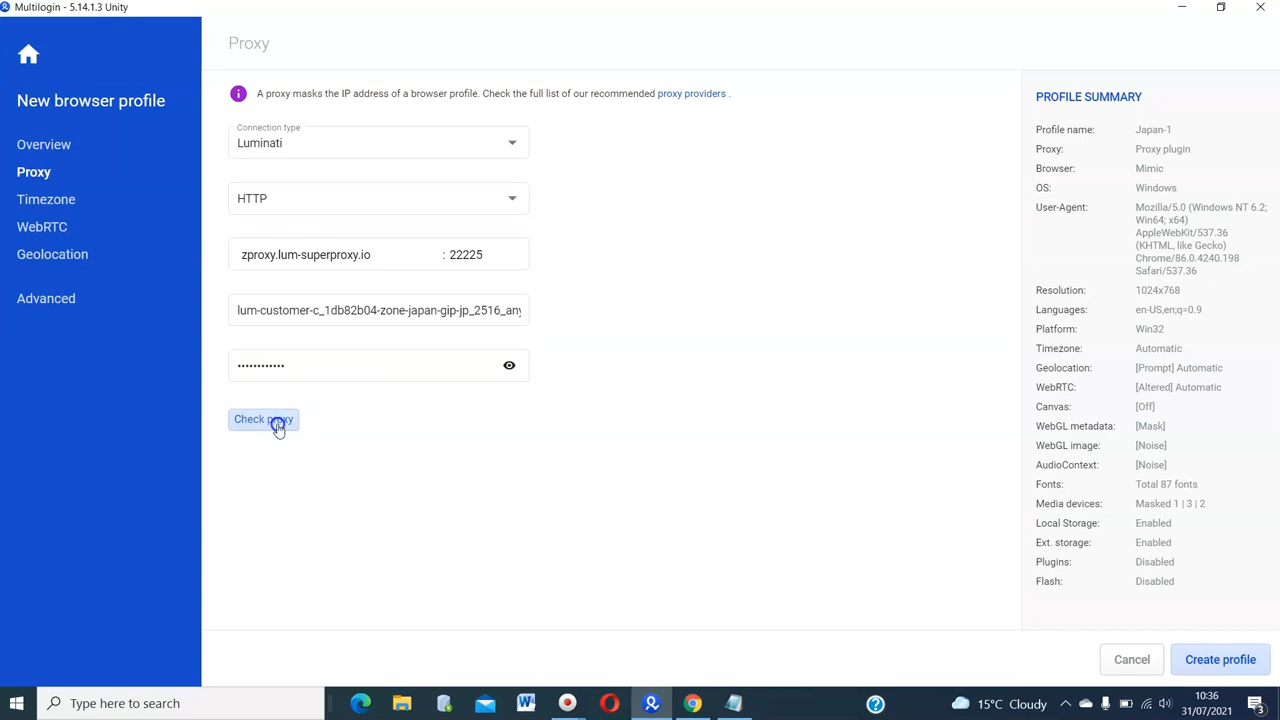 Multilogin - 5.14.1.3 Unity
New browser profile
Overview
Proxy
Timezone
WebRTC
Geolocation
Advanced
Proxy
A proxy masks the IP address of a browser profile. Check the full list of our recommended proxy providers .
Connection type
Luminati
HTTP
zproxy.lum-superproxy.io : 22225
lum-customer-c_1db82b04-zone-japan-gip-jp_2516_any
••••••••••••
Check proxy
PROFILE SUMMARY
Profile name: Japan-1
Proxy: Proxy plugin
Browser: Mimic
OS: Windows
User-Agent: Mozilla/5.0 (Windows NT 6.2;
Win64; x64)
AppleWebKit/537.36
(KHTML, like Gecko)
Chrome/86.0.4240.198
Safari/537.36
Resolution: 1024x768
Languages: en-US,en;q=0.9
Platform: Win32
Timezone: Automatic
Geolocation: [Prompt] Automatic
WebRTC: [Altered] Automatic
Canvas: [Off]
WebGL metadata: [Mask]
WebGL image: [Noise]
AudioContext: [Noise]
Fonts: Total 87 fonts
Media devices: Masked 1 | 3 | 2
Local Storage: Enabled
Ext. storage: Enabled
Plugins: Disabled
Flash: Disabled
Cancel
Create profile
Type here to search
15°C Cloudy
10:36
31/07/2021
3